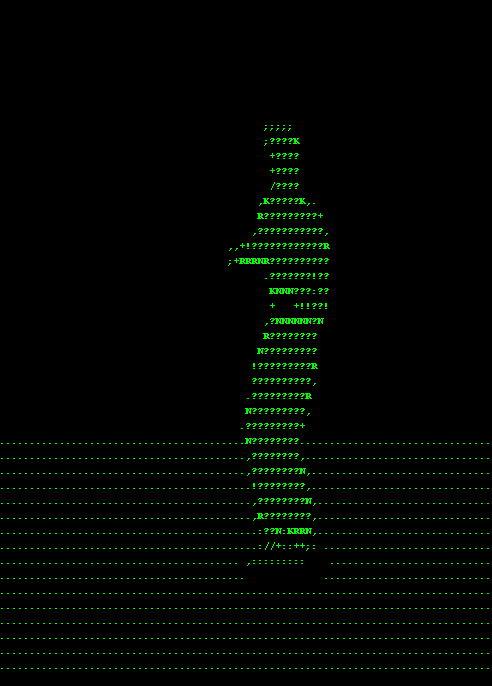 ;;;;;
;????K
+????
+????
/????
,K?????K,.
R?????????+
,???????????,
,,+!????????????R
;+RRRNR??????????
.???????!??
KNNN???:??
+   +!!??!
,?NNNNNN?N
R????????
N?????????
!?????????R
??????????,
.?????????R
N?????????,
.?????????+
.........................................N????????................................
.........................................,????????,...............................
.........................................,????????N,..............................
..........................................!????????,..............................
..........................................,????????N,.............................
..........................................,R????????,.............................
...........................................:??N:KRRN,.............................
...........................................://+::++;: ............................
.........................................,:::::::::    ...........................
.........................................             ............................
..................................................................................
..................................................................................
..................................................................................
..................................................................................
..................................................................................
..................................................................................